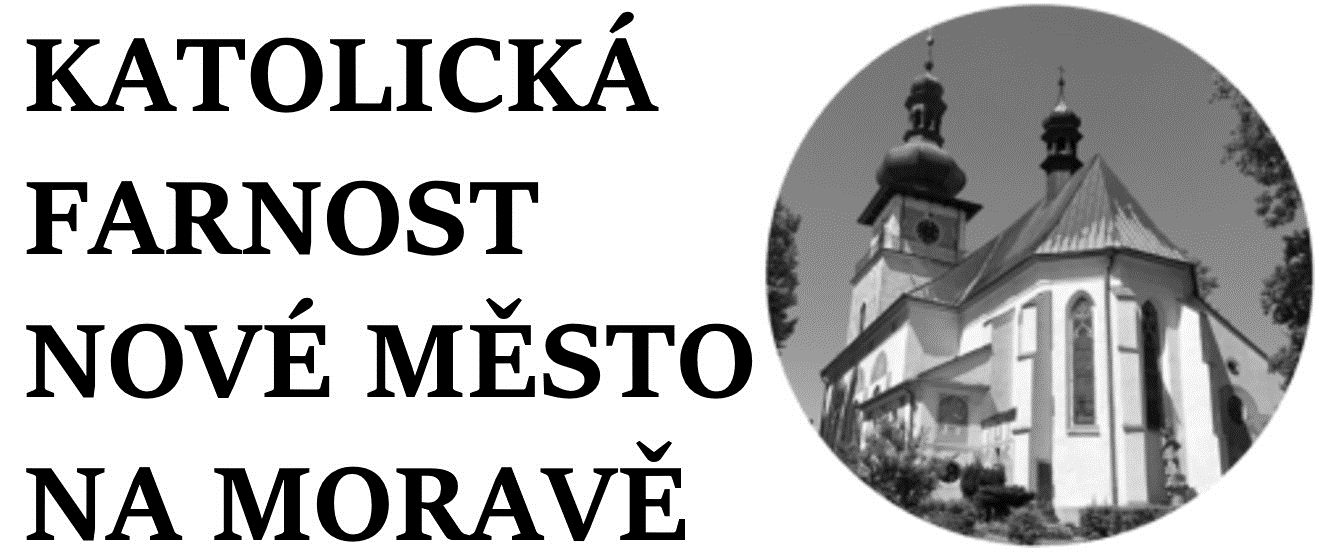 KATOLICKÁ
FARNOST
NOVÉ MĚSTO
NA MORAVĚ